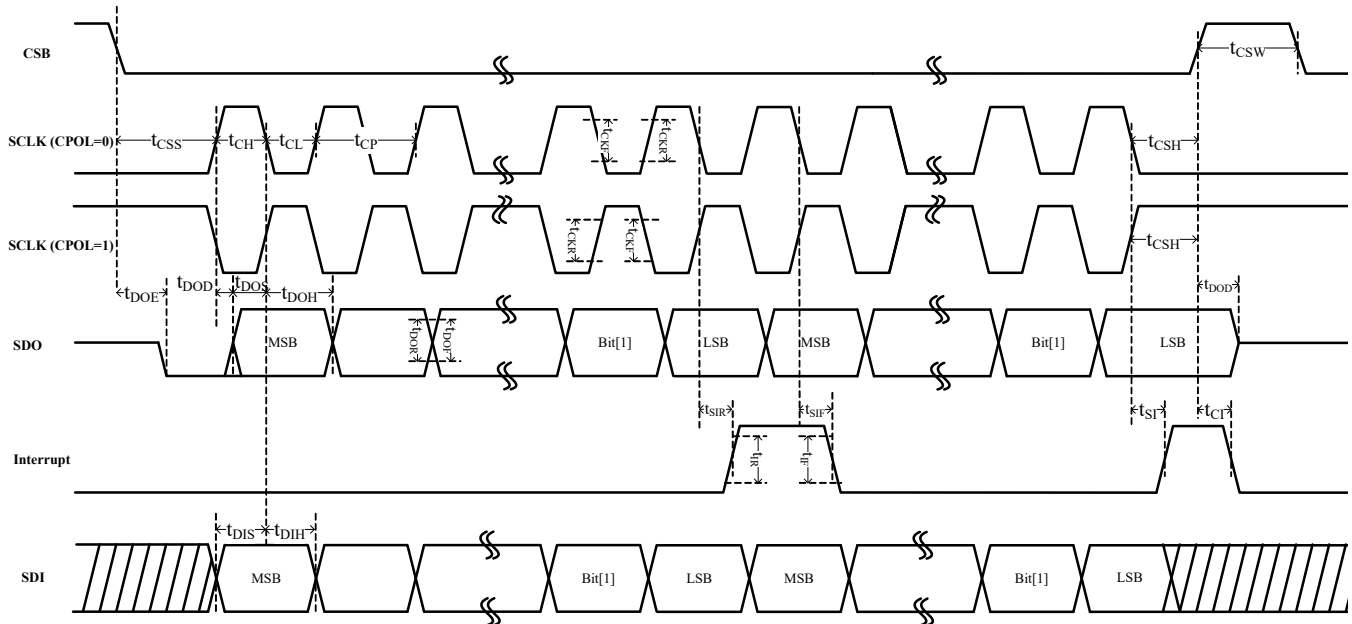 CSB
tCSW
SCLK (CPOL=0)
tCSS
tCH
tCL
tCP
tCKF
tCKR
tCSH
SCLK (CPOL=1)
tCKR
tCKF
tCSH
tDOE
tDOD
tDOS
tDOH
tDOD
SDO
MSB
tDOR
tDOF
Bit[1]
LSB
MSB
Bit[1]
LSB
tSIR
tSIF
tSI
tCI
Interrupt
tIR
tIF
tDIS
tDIH
SDI
MSB
Bit[1]
LSB
MSB
Bit[1]
LSB